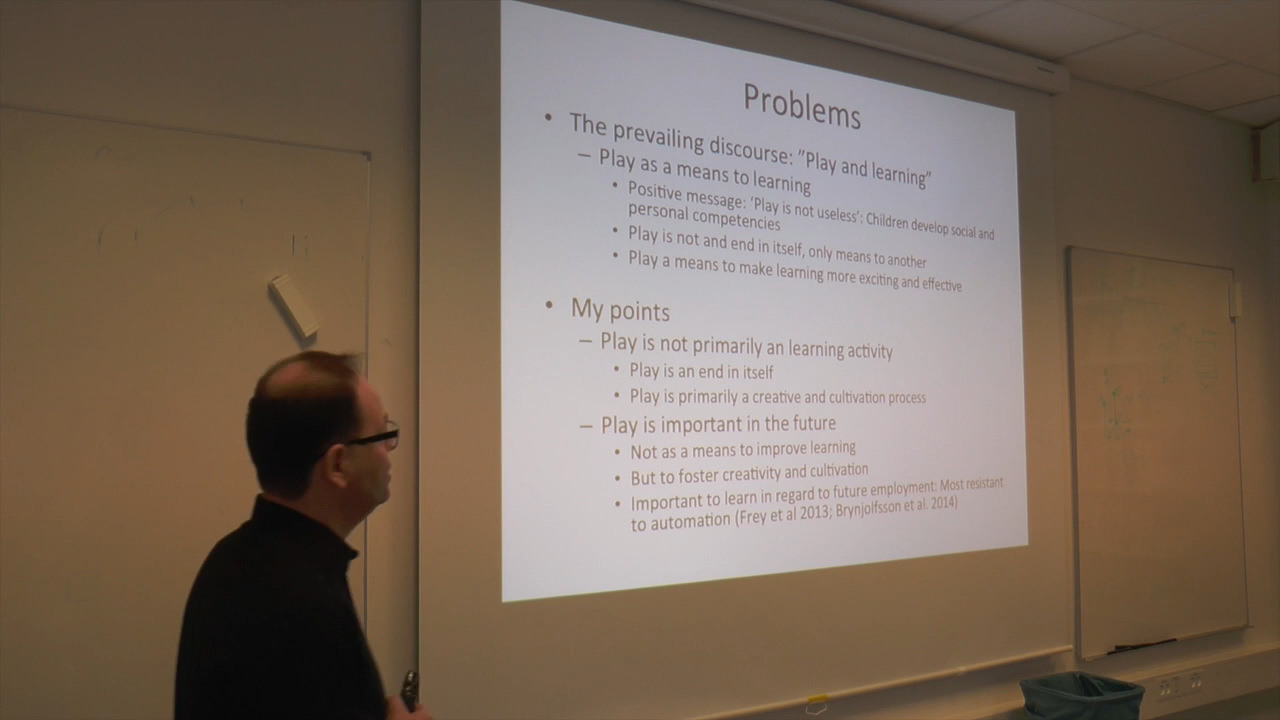 Problems
• The prevailing discourse: ”Play and learning”
– Play as a means to learning
• Positive message: ‘Play is not useless’: Children develop social and
personal competencies
• Play is not and end in itself, only means to another
• Play a means to make learning more exciting and effective
• My points
– Play is not primarily an learning activity
• Play is an end in itself
• Play is primarily a creative and cultivation process
– Play is important in the future
• Not as a means to improve learning
• But to foster creativity and cultivation
• Important to learn in regard to future employment: Most resistant
to automation (Frey et al 2013; Brynjolfsson et al. 2014)